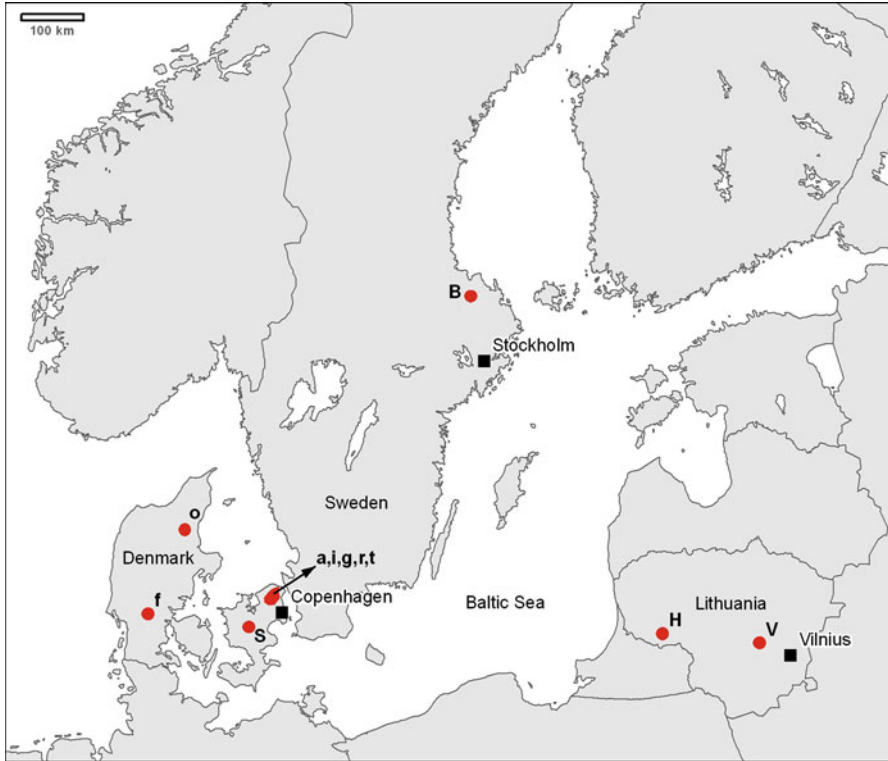 100 km
B
Stockholm
Sweden
o
Denmark
a,i,g,r,t
f
Copenhagen
Baltic Sea
Lithuania
H
S
V
Vilnius